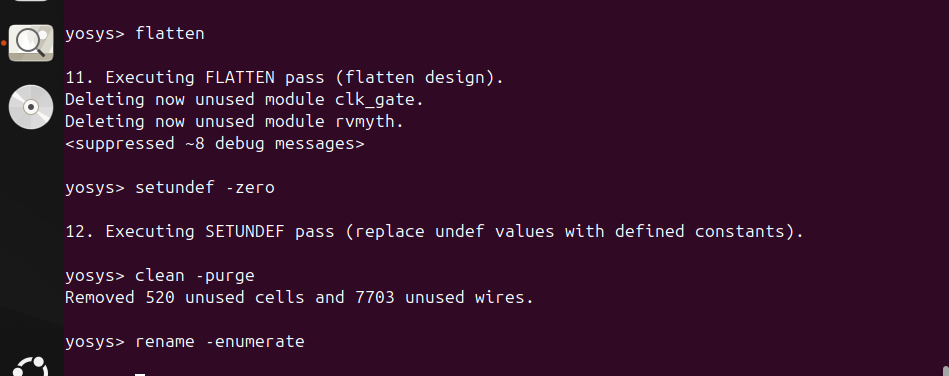 yosys> flatten
11. Executing FLATTEN pass (flatten design).
Deleting now unused module clk_gate.
Deleting now unused module rvmyth.
<suppressed ~8 debug messages>
yosys> setundef -zero
12. Executing SETUNDEF pass (replace undef values with defined constants).
yosys> clean -purge
Removed 520 unused cells and 7703 unused wires.
yosys> rename -enumerate